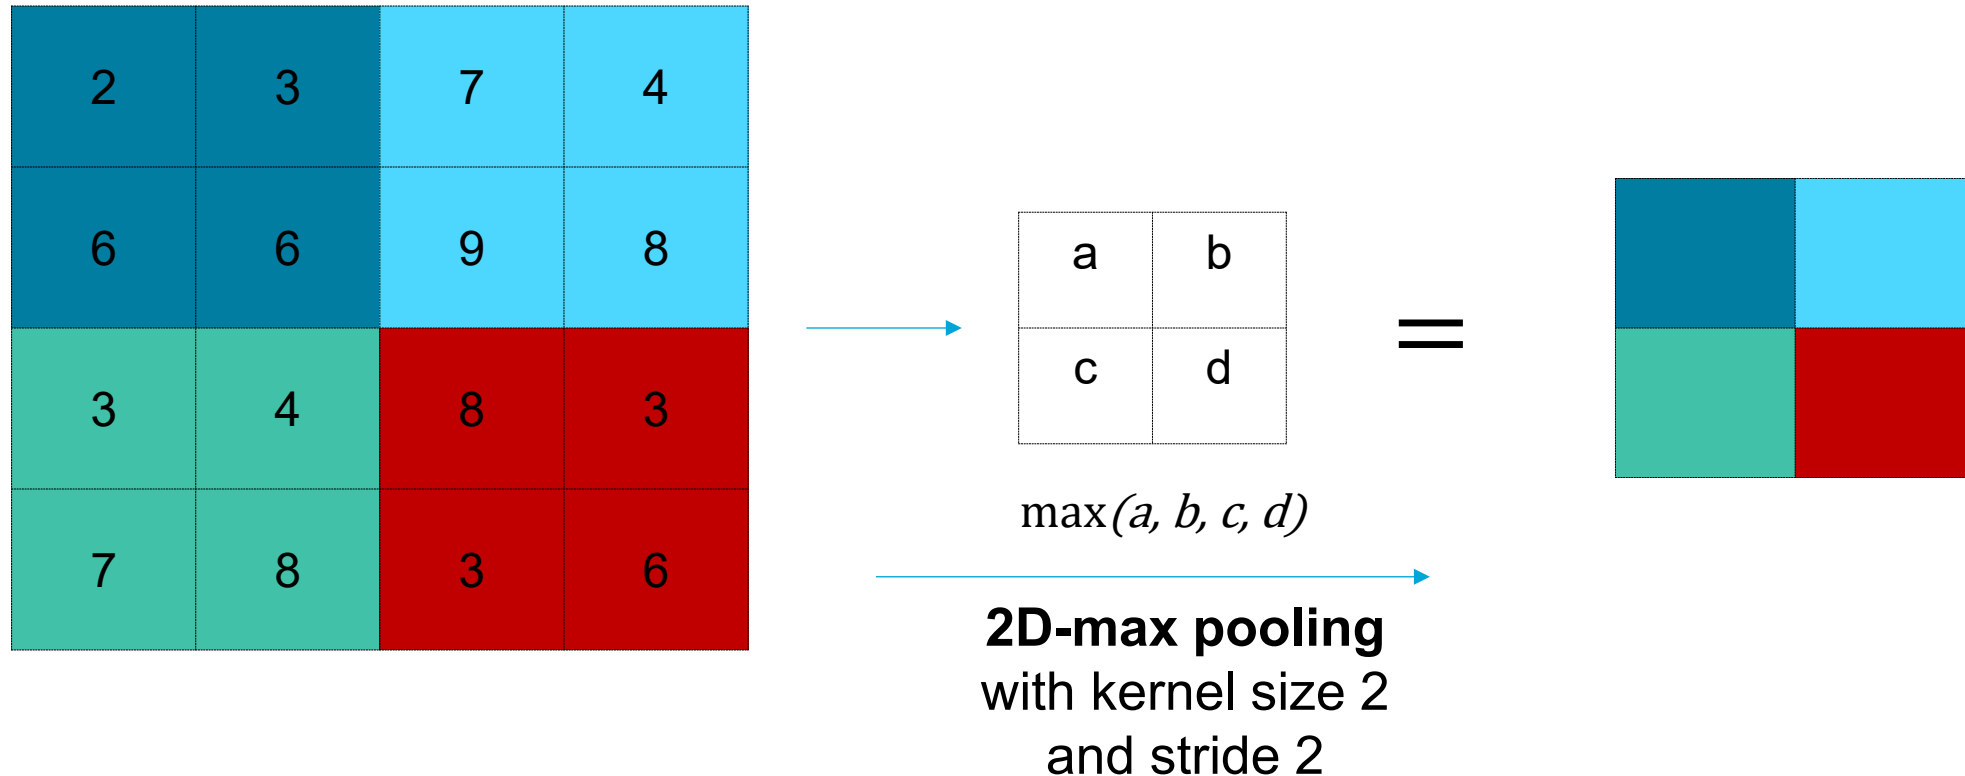 2 3 7 4
6 6 9 8
3 4 8 3
7 8 3 6
a b
c d
=
max(a, b, c, d)
2D-max pooling
with kernel size 2
and stride 2